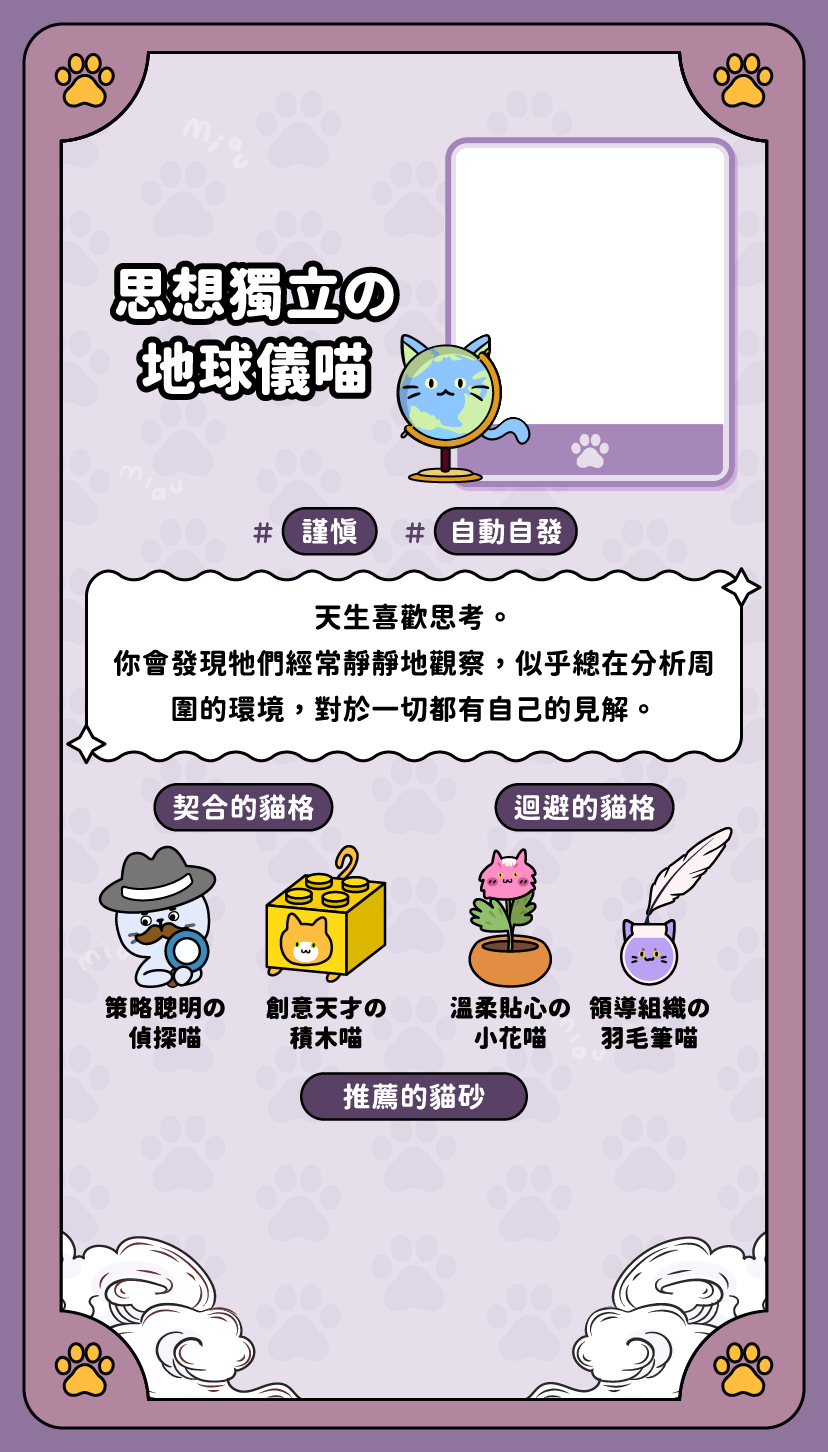 miau
思想獨立の
地球儀喵
miau
# 謹慎 # 自動自發
天生喜歡思考。
你會發現牠們經常靜靜地觀察，似乎總在分析周
圍的環境，對於一切都有自己的見解。
契合的貓格 迴避的貓格
miau
策略聰明の 創意天才の 溫柔貼心の 領導組織の
偵探喵 積木喵 小花喵 羽毛筆喵
miau
推薦的貓砂